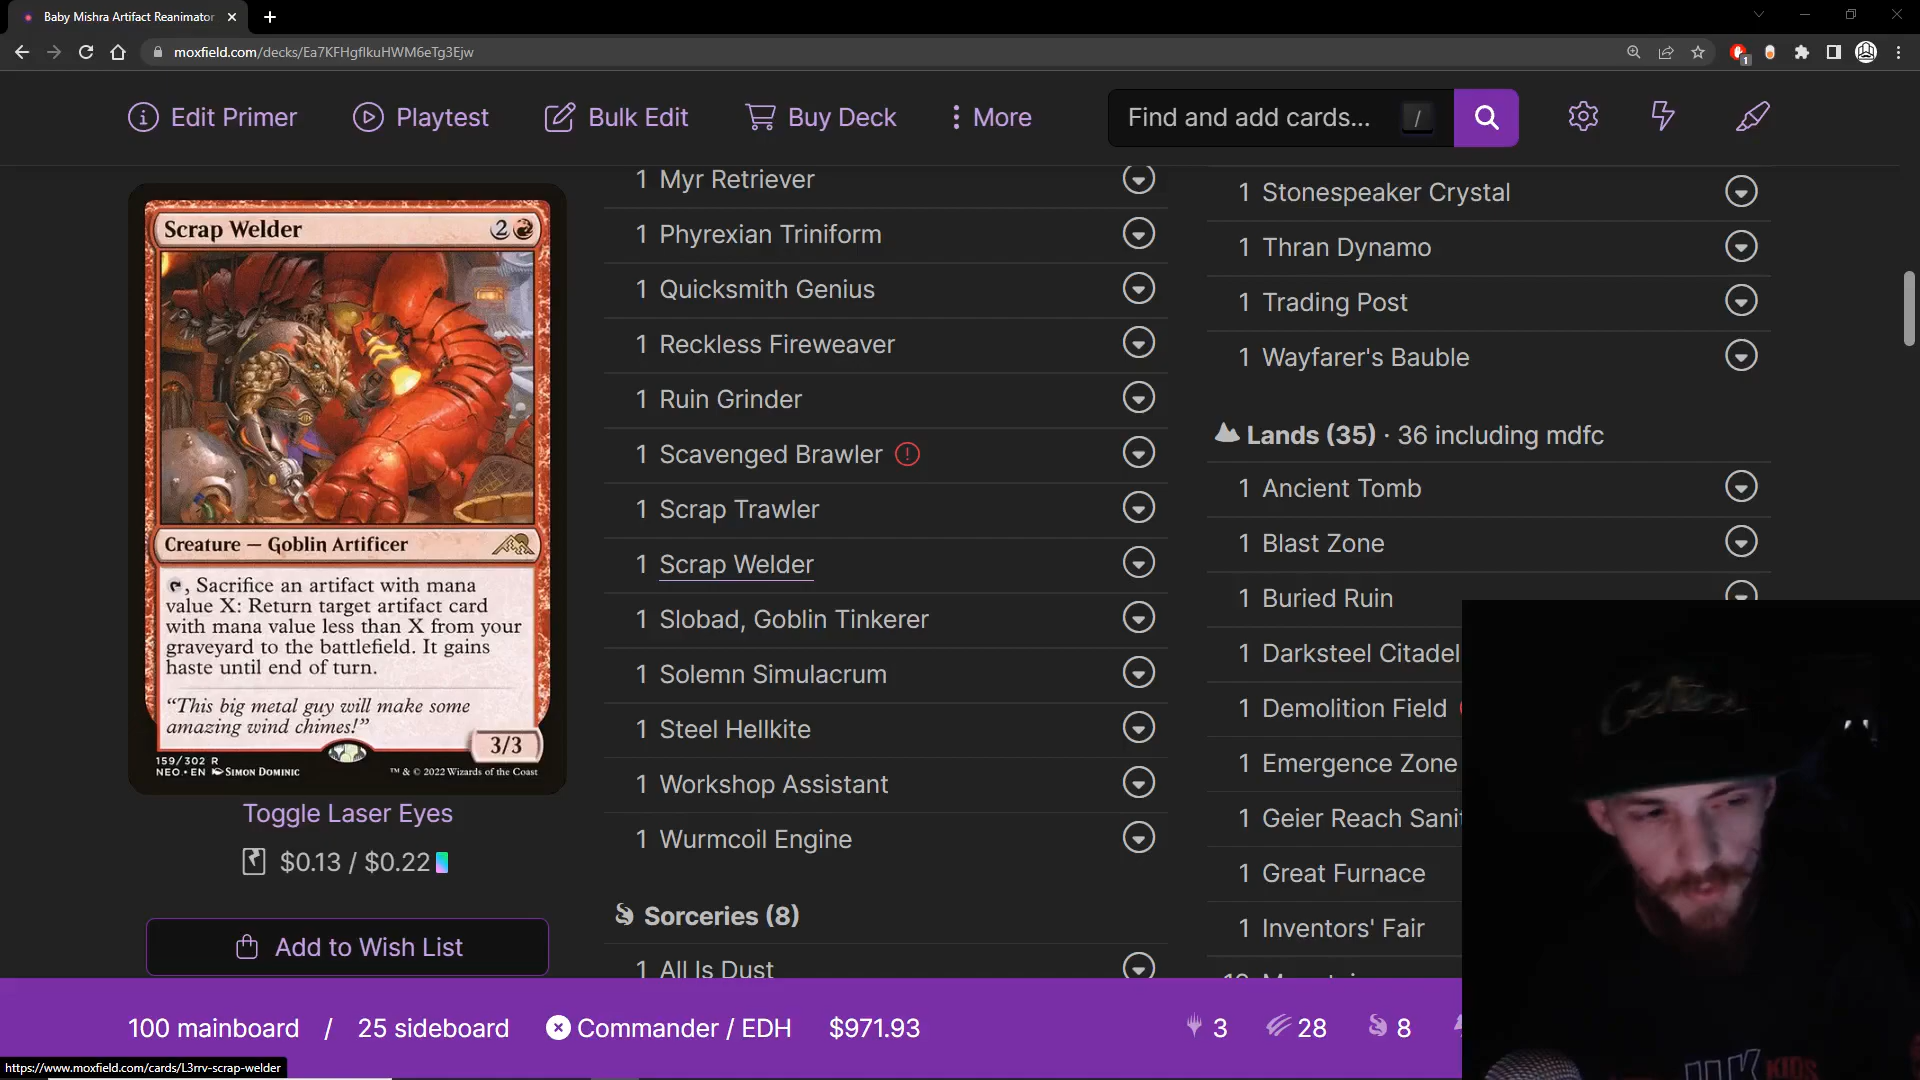 Baby Mishra Artifact Reanimator
moxfield.com/decks/Ea7KFHgflkuHWM6eTg3Ejw
1
Edit Primer
Playtest
Bulk Edit
Buy Deck
More
Find and add cards...
/
Scrap Welder 2
Creature — Goblin Artificer
, Sacrifice an artifact with mana
value X: Return target artifact card
with mana value less than X from your
graveyard to the battlefield. It gains
haste until end of turn.
“This big metal guy will make some
amazing wind chimes!”
3/3
159/302 R
NEO • EN SIMON DOMINIC
™ & © 2022 Wizards of the Coast
Toggle Laser Eyes
$0.13 / $0.22
Add to Wish List
1 Myr Retriever
1 Phyrexian Triniform
1 Quicksmith Genius
1 Reckless Fireweaver
1 Ruin Grinder
1 Scavenged Brawler
1 Scrap Trawler
1 Scrap Welder
1 Slobad, Goblin Tinkerer
1 Solemn Simulacrum
1 Steel Hellkite
1 Workshop Assistant
1 Wurmcoil Engine
Sorceries (8)
1 All Is Dust
1 Stonespeaker Crystal
1 Thran Dynamo
1 Trading Post
1 Wayfarer's Bauble
Lands (35) · 36 including mdfc
1 Ancient Tomb
1 Blast Zone
1 Buried Ruin
1 Darksteel Citadel
1 Demolition Field
1 Emergence Zone
1 Geier Reach Sani
1 Great Furnace
1 Inventors' Fair
100 mainboard / 25 sideboard
Commander / EDH
$971.93
3
28
8
https://www.moxfield.com/cards/L3rrv-scrap-welder
KIDS